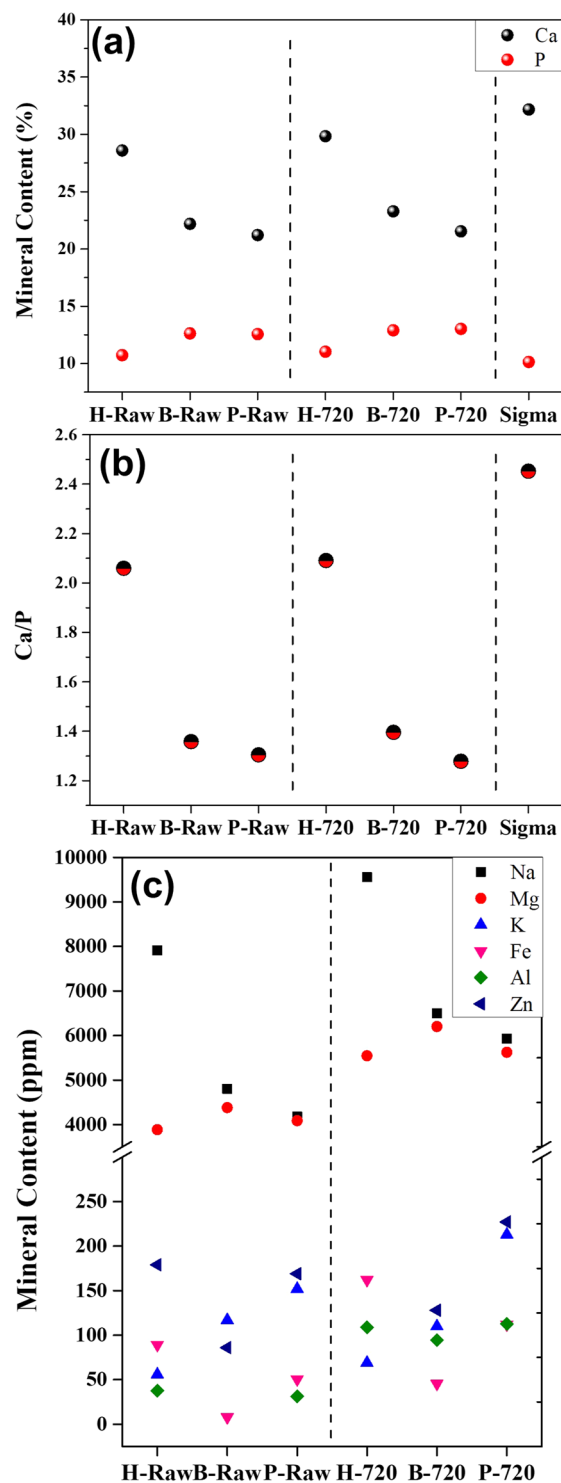 (a)
Ca
P
Mineral Content (%)
40
35
30
25
20
15
10
H-Raw B-Raw P-Raw H-720 B-720 P-720 Sigma
(b)
Ca/P
2.6
2.4
2.2
2.0
1.8
1.6
1.4
1.2
H-Raw B-Raw P-Raw H-720 B-720 P-720 Sigma
(c)
Na
Mg
K
Fe
Al
Zn
Mineral Content (ppm)
10000
9000
8000
7000
6000
5000
4000
250
200
150
100
50
0
H-Raw B-Raw P-Raw H-720 B-720 P-720